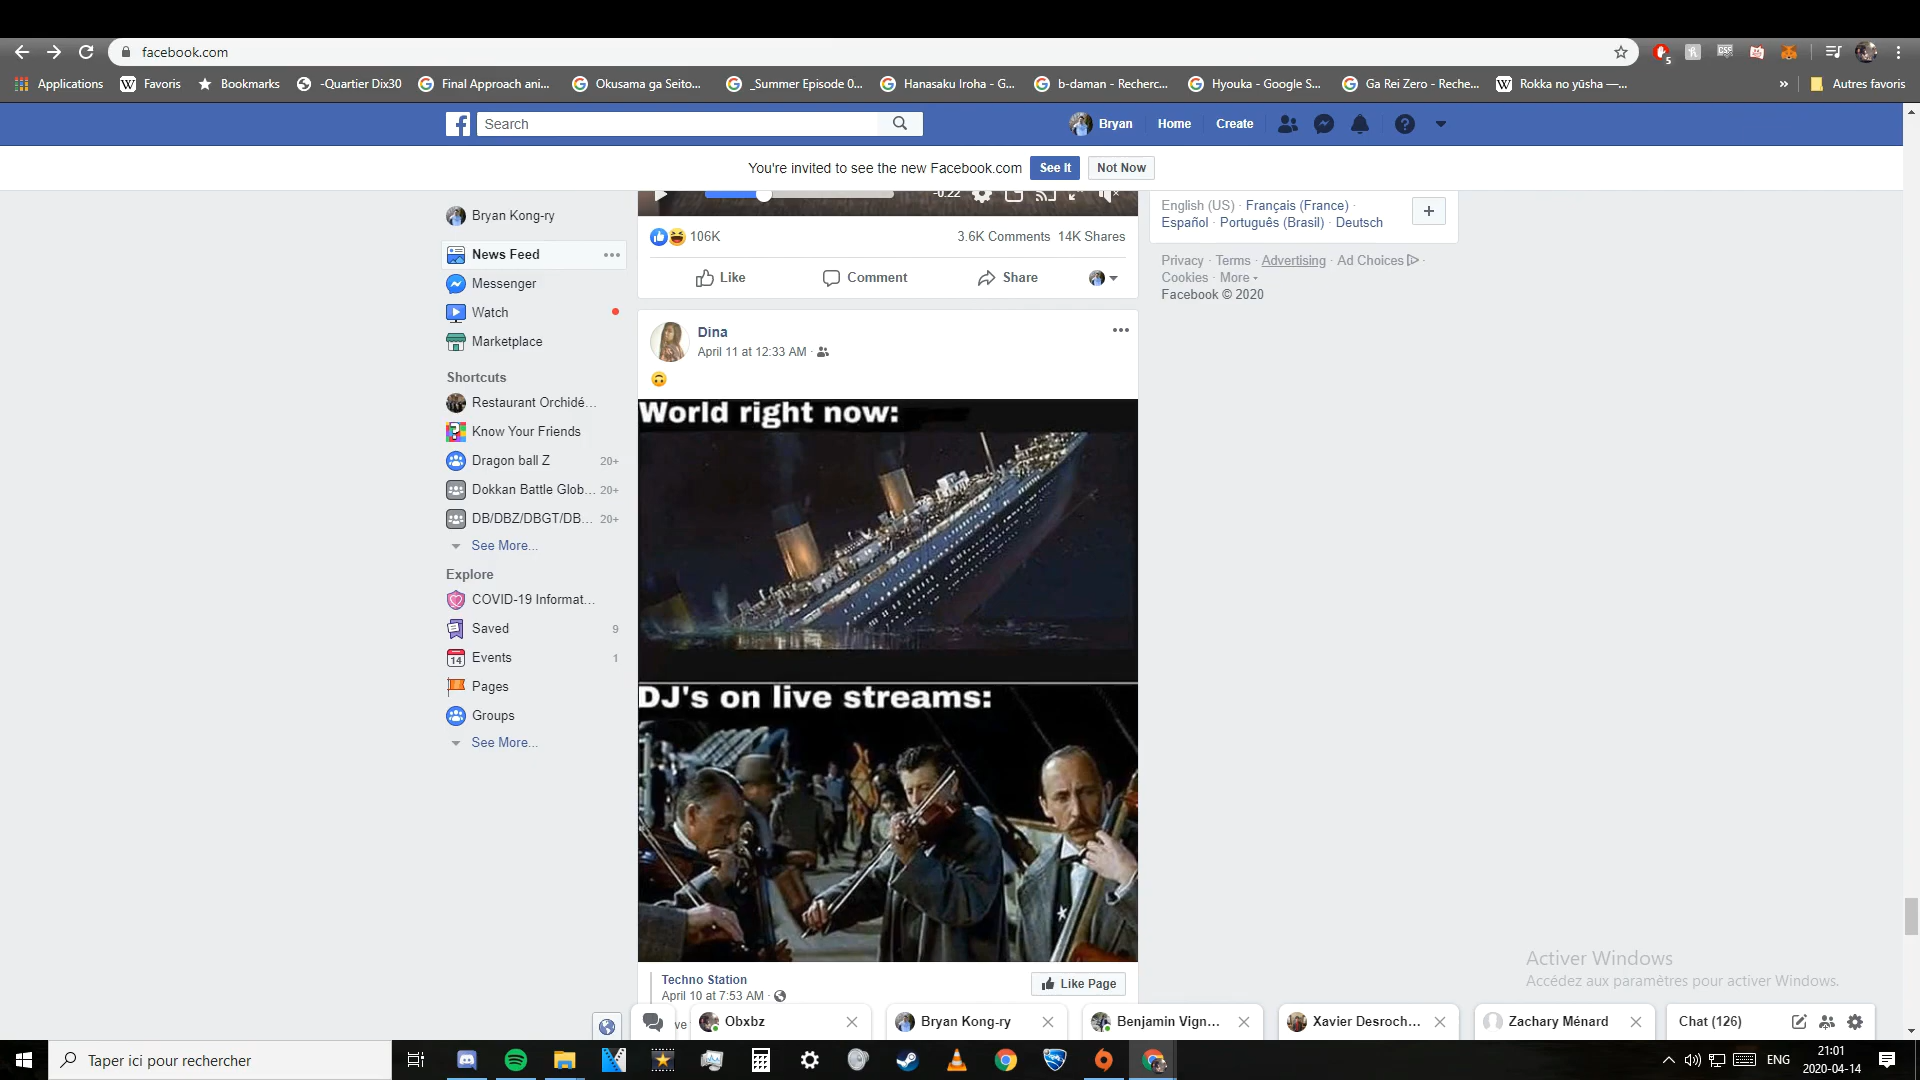 facebook.com
Applications
Favoris
Bookmarks
-Quartier Dix30
Final Approach ani...
Okusama ga Seito...
_Summer Episode 0...
Hanasaku Iroha - G...
b-daman - Recherc...
Hyouka - Google S...
Ga Rei Zero - Reche...
Rokka no yūsha —...
»
Autres favoris
Search
Bryan
Home
Create
You're invited to see the new Facebook.com
See It
Not Now
Bryan Kong-ry
News Feed
Messenger
Watch
Marketplace
Shortcuts
Restaurant Orchidé...
Know Your Friends
Dragon ball Z 20+
Dokkan Battle Glob... 20+
DB/DBZ/DBGT/DB... 20+
See More...
Explore
COVID-19 Informat...
Saved 9
Events 1
Pages
Groups
See More...
-0:22
106K
3.6K Comments 14K Shares
Like
Comment
Share
Dina
April 11 at 12:33 AM ·
World right now:
DJ's on live streams:
Techno Station
April 10 at 7:53 AM ·
Like Page
English (US) · Français (France) ·
Español · Português (Brasil) · Deutsch
Privacy · Terms · Advertising · Ad Choices ·
Cookies · More
Facebook © 2020
Activer Windows
Accédez aux paramètres pour activer Windows.
Obxbz
Bryan Kong-ry
Benjamin Vign...
Xavier Desroch...
Zachary Ménard
Chat (126)
Taper ici pour rechercher
ENG
21:01
2020-04-14